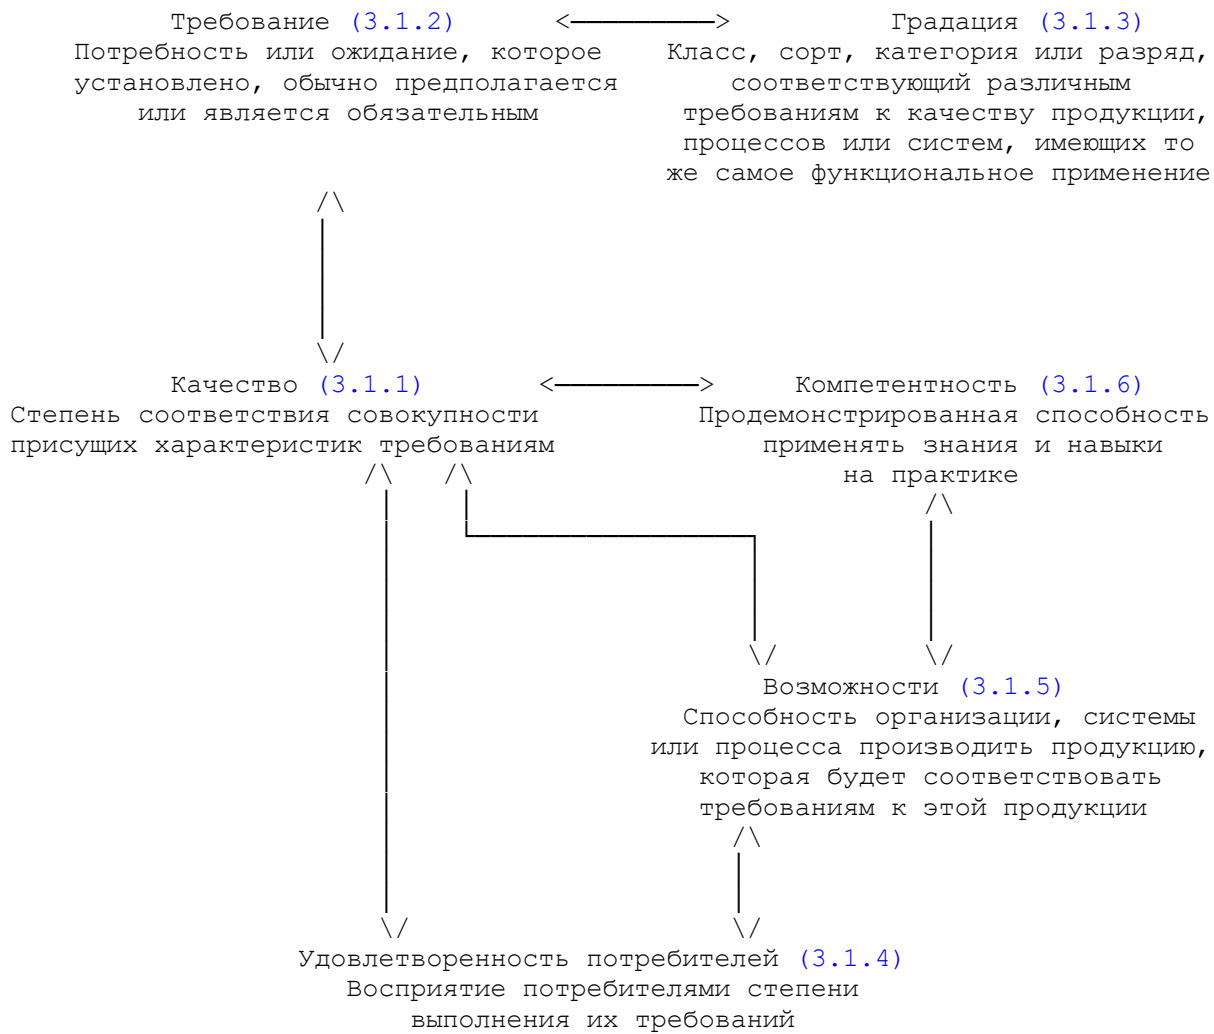 Требование (3.1.2)
Потребность или ожидание, которое
установлено, обычно предполагается
или является обязательным
Градация (3.1.3)
Класс, сорт, категория или разряд,
соответствующий различным
требованиям к качеству продукции,
процессов или систем, имеющих то
же самое функциональное применение
Качество (3.1.1)
Степень соответствия совокупности
присущих характеристик требованиям
Компетентность (3.1.6)
Продемонстрированная способность
применять знания и навыки
на практике
Возможности (3.1.5)
Способность организации, системы
или процесса производить продукцию,
которая будет соответствовать
требованиям к этой продукции
Удовлетворенность потребителей (3.1.4)
Восприятие потребителями степени
выполнения их требований